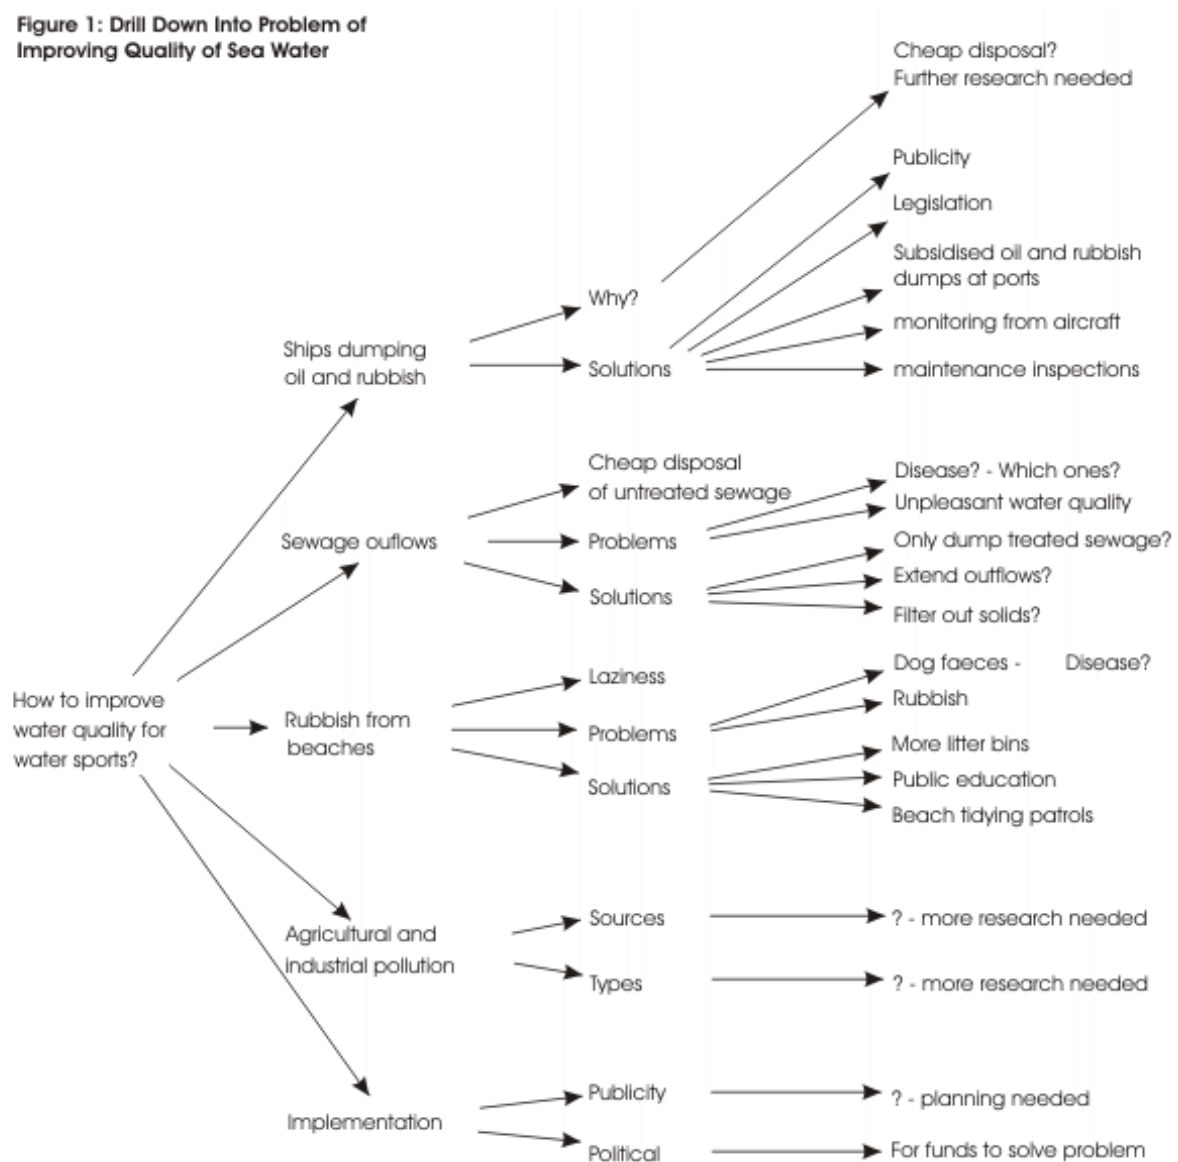 Figure 1: Drill Down Into Problem of
Improving Quality of Sea Water
Cheap disposal?
Further research needed
Publicity
Legislation
Subsidised oil and rubbish
dumps at ports
Why?
monitoring from aircraft
Ships dumping
oil and rubbish
Solutions
maintenance inspections
Cheap disposal
of untreated sewage
Disease? - Which ones?
Unpleasant water quality
Sewage ouflows
Problems
Only dump treated sewage?
Extend outflows?
Solutions
Filter out solids?
Laziness
Dog faeces - Disease?
Rubbish
How to improve
water quality for
water sports?
Rubbish from
beaches
Problems
More litter bins
Public education
Solutions
Beach tidying patrols
Agricultural and
industrial pollution
Sources
? - more research needed
Types
? - more research needed
Implementation
Publicity
? - planning needed
Political
For funds to solve problem